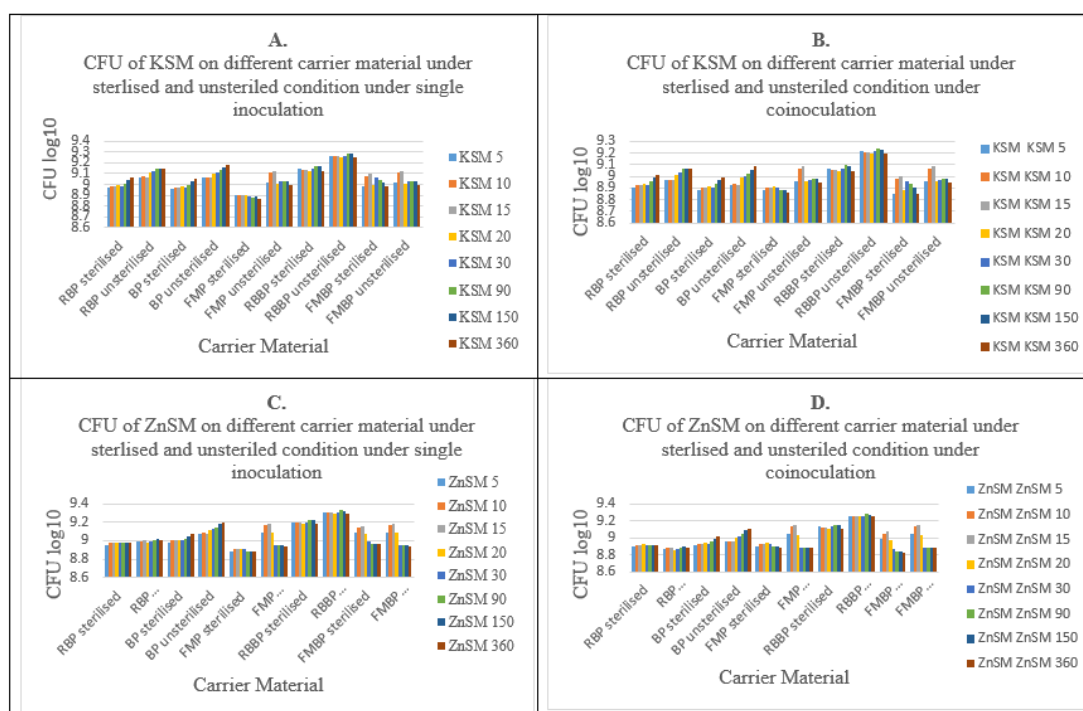 A.
CFU of KSM on different carrier material under
sterlised and unsteriled condition under single
inoculation
CFU log10
9.4
9.3
9.2
9.1
9
8.9
8.8
8.7
8.6
KSM 5
KSM 10
KSM 15
KSM 20
KSM 30
KSM 90
KSM 150
KSM 360
RBP sterilised
RBP unsterilised
BP sterilised
BP unsterilised
FMP sterilised
FMP unsterilised
RBBP sterilised
RBBP unsterilised
FMBP sterilised
FMBP unsterilised
Carrier Material
B.
CFU of KSM on different carrier material under
sterlised and unsteriled condition under
coinoculation
CFU log10
9.3
9.2
9.1
9
8.9
8.8
8.7
8.6
KSM KSM 5
KSM KSM 10
KSM KSM 15
KSM KSM 20
KSM KSM 30
KSM KSM 90
KSM KSM 150
KSM KSM 360
RBP sterilised
RBP unsterilised
BP sterilised
BP unsterilised
FMP sterilised
FMP unsterilised
RBBP sterilised
RBBP unsterilised
FMBP sterilised
FMBP unsterilised
Carrier Material
C.
CFU of ZnSM on different carrier material under
sterlised and unsteriled condition under single
inoculation
CFU log10
9.4
9.2
9
8.8
8.6
ZnSM 5
ZnSM 10
ZnSM 15
ZnSM 20
ZnSM 30
ZnSM 90
ZnSM 150
ZnSM 360
RBP sterilised
RBP...
BP sterilised
BP unsterilised
FMP sterilised
FMP...
RBBP sterilised
RBBP...
FMBP sterilised
FMBP...
Carrier Material
D.
CFU of ZnSM on different carrier material under
sterlised and unsteriled condition under
coinoculation
CFU log10
9.4
9.2
9
8.8
8.6
ZnSM ZnSM 5
ZnSM ZnSM 10
ZnSM ZnSM 15
ZnSM ZnSM 20
ZnSM ZnSM 30
ZnSM ZnSM 90
ZnSM ZnSM 150
ZnSM ZnSM 360
RBP sterilised
RBP...
BP sterilised
BP unsterilised
FMP sterilised
FMP...
RBBP sterilised
RBBP...
FMBP...
FMBP...
Carrier Material